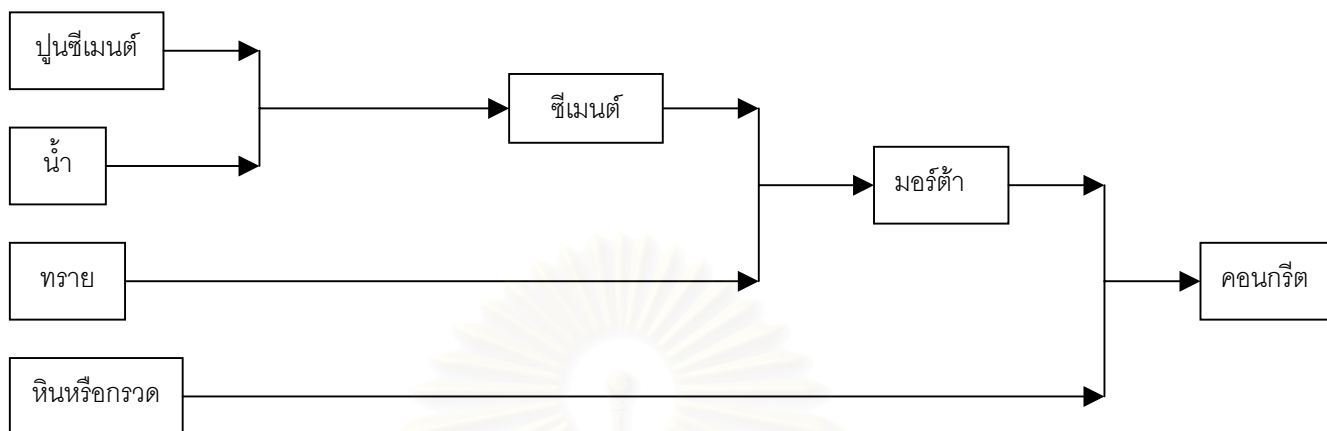 ปูนซีเมนต์
ซีเมนต์
น้ำ
มอร์ต้า
ทราย
คอนกรีต
หินหรือกรวด